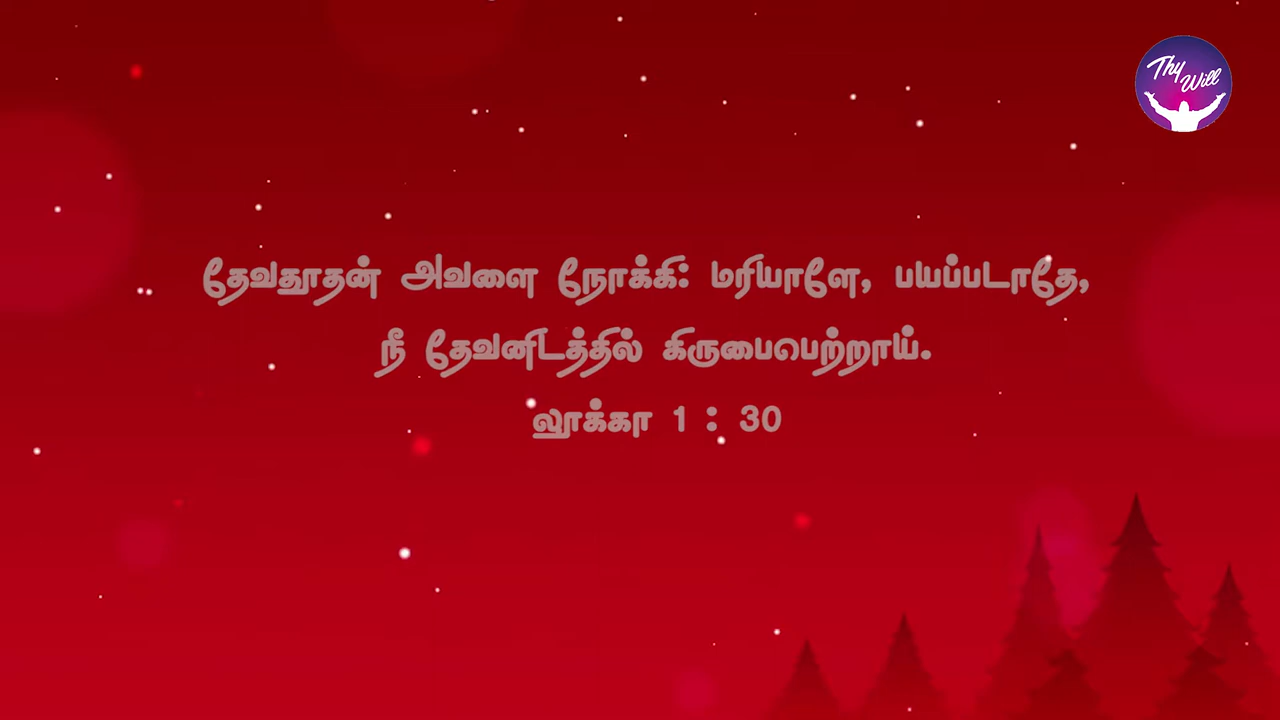 Thy Will
தேவதூதன் அவளை நோக்கி: மரியாளே, பயப்படாதே,
நீ தேவனிடத்தில் கிருபைபெற்றாய்.
லூக்கா 1 : 30